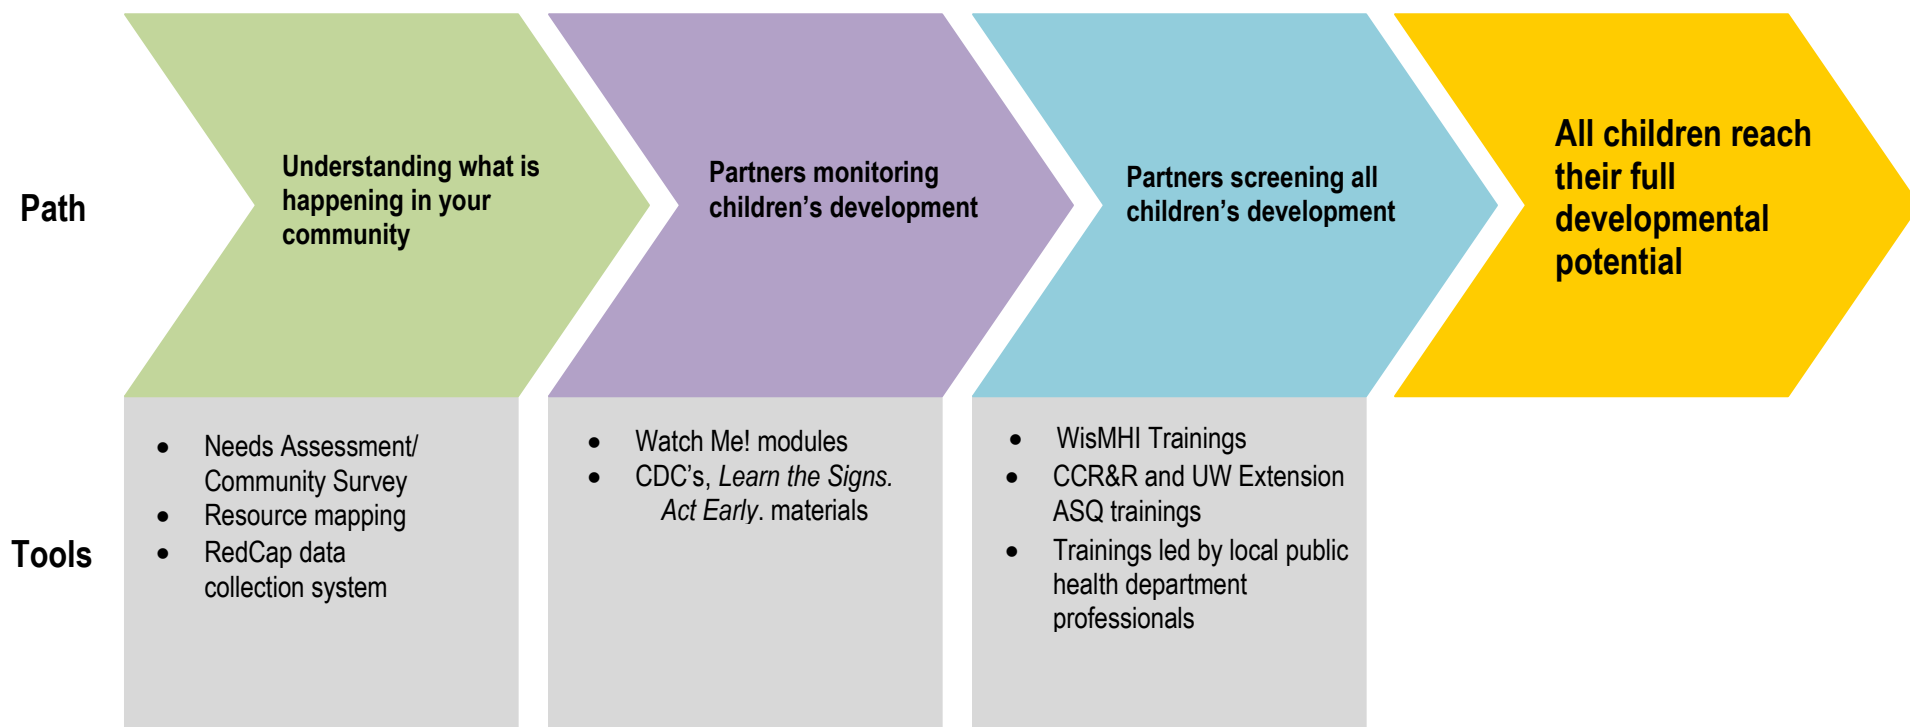 Path
Understanding what is
happening in your
community
Partners monitoring
children’s development
Partners screening all
children’s development
All children reach
their full
developmental
potential
Tools
• Needs Assessment/
Community Survey
• Resource mapping
• RedCap data
collection system
• Watch Me! modules
• CDC’s, Learn the Signs.
Act Early. materials
• WisMHI Trainings
• CCR&R and UW Extension
ASQ trainings
• Trainings led by local public
health department
professionals